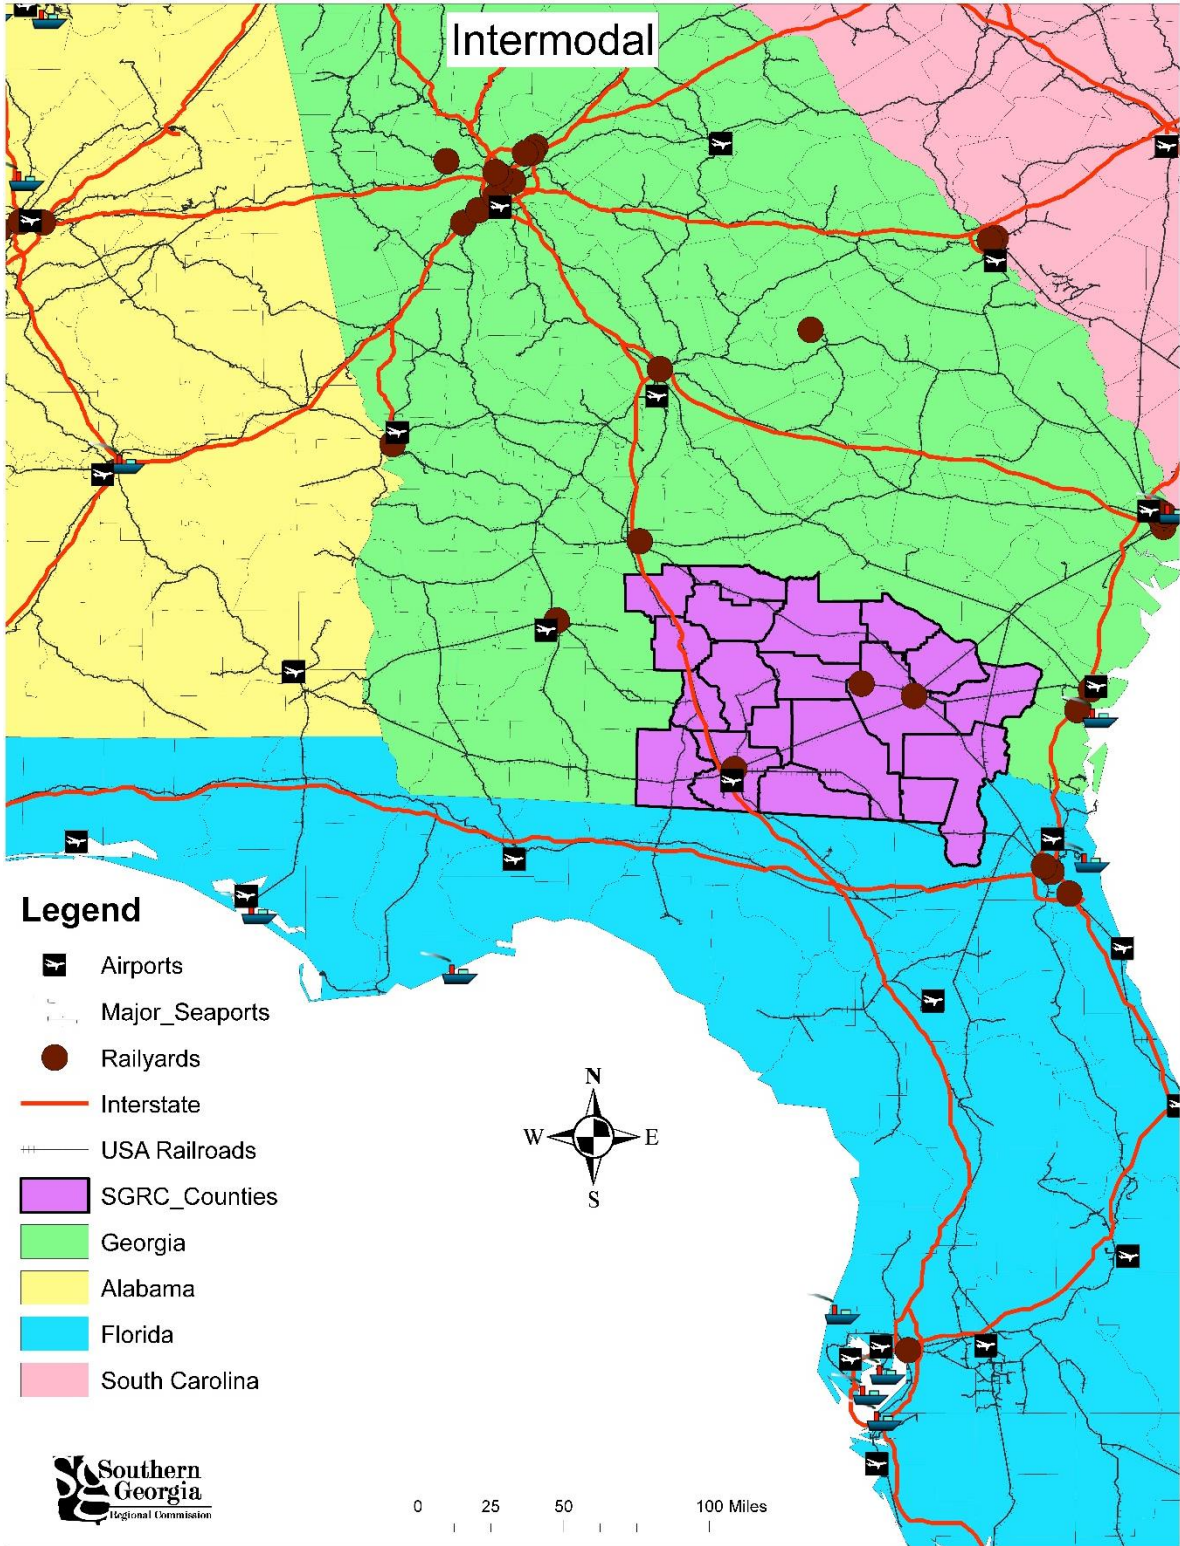 Intermodal
Legend
Airports
Major_Seaports
Railyards
Interstate
USA Railroads
SGRC_Counties
Georgia
Alabama
Florida
South Carolina
N
W E
S
Southern
Georgia
Regional Commission
0 25 50 100 Miles